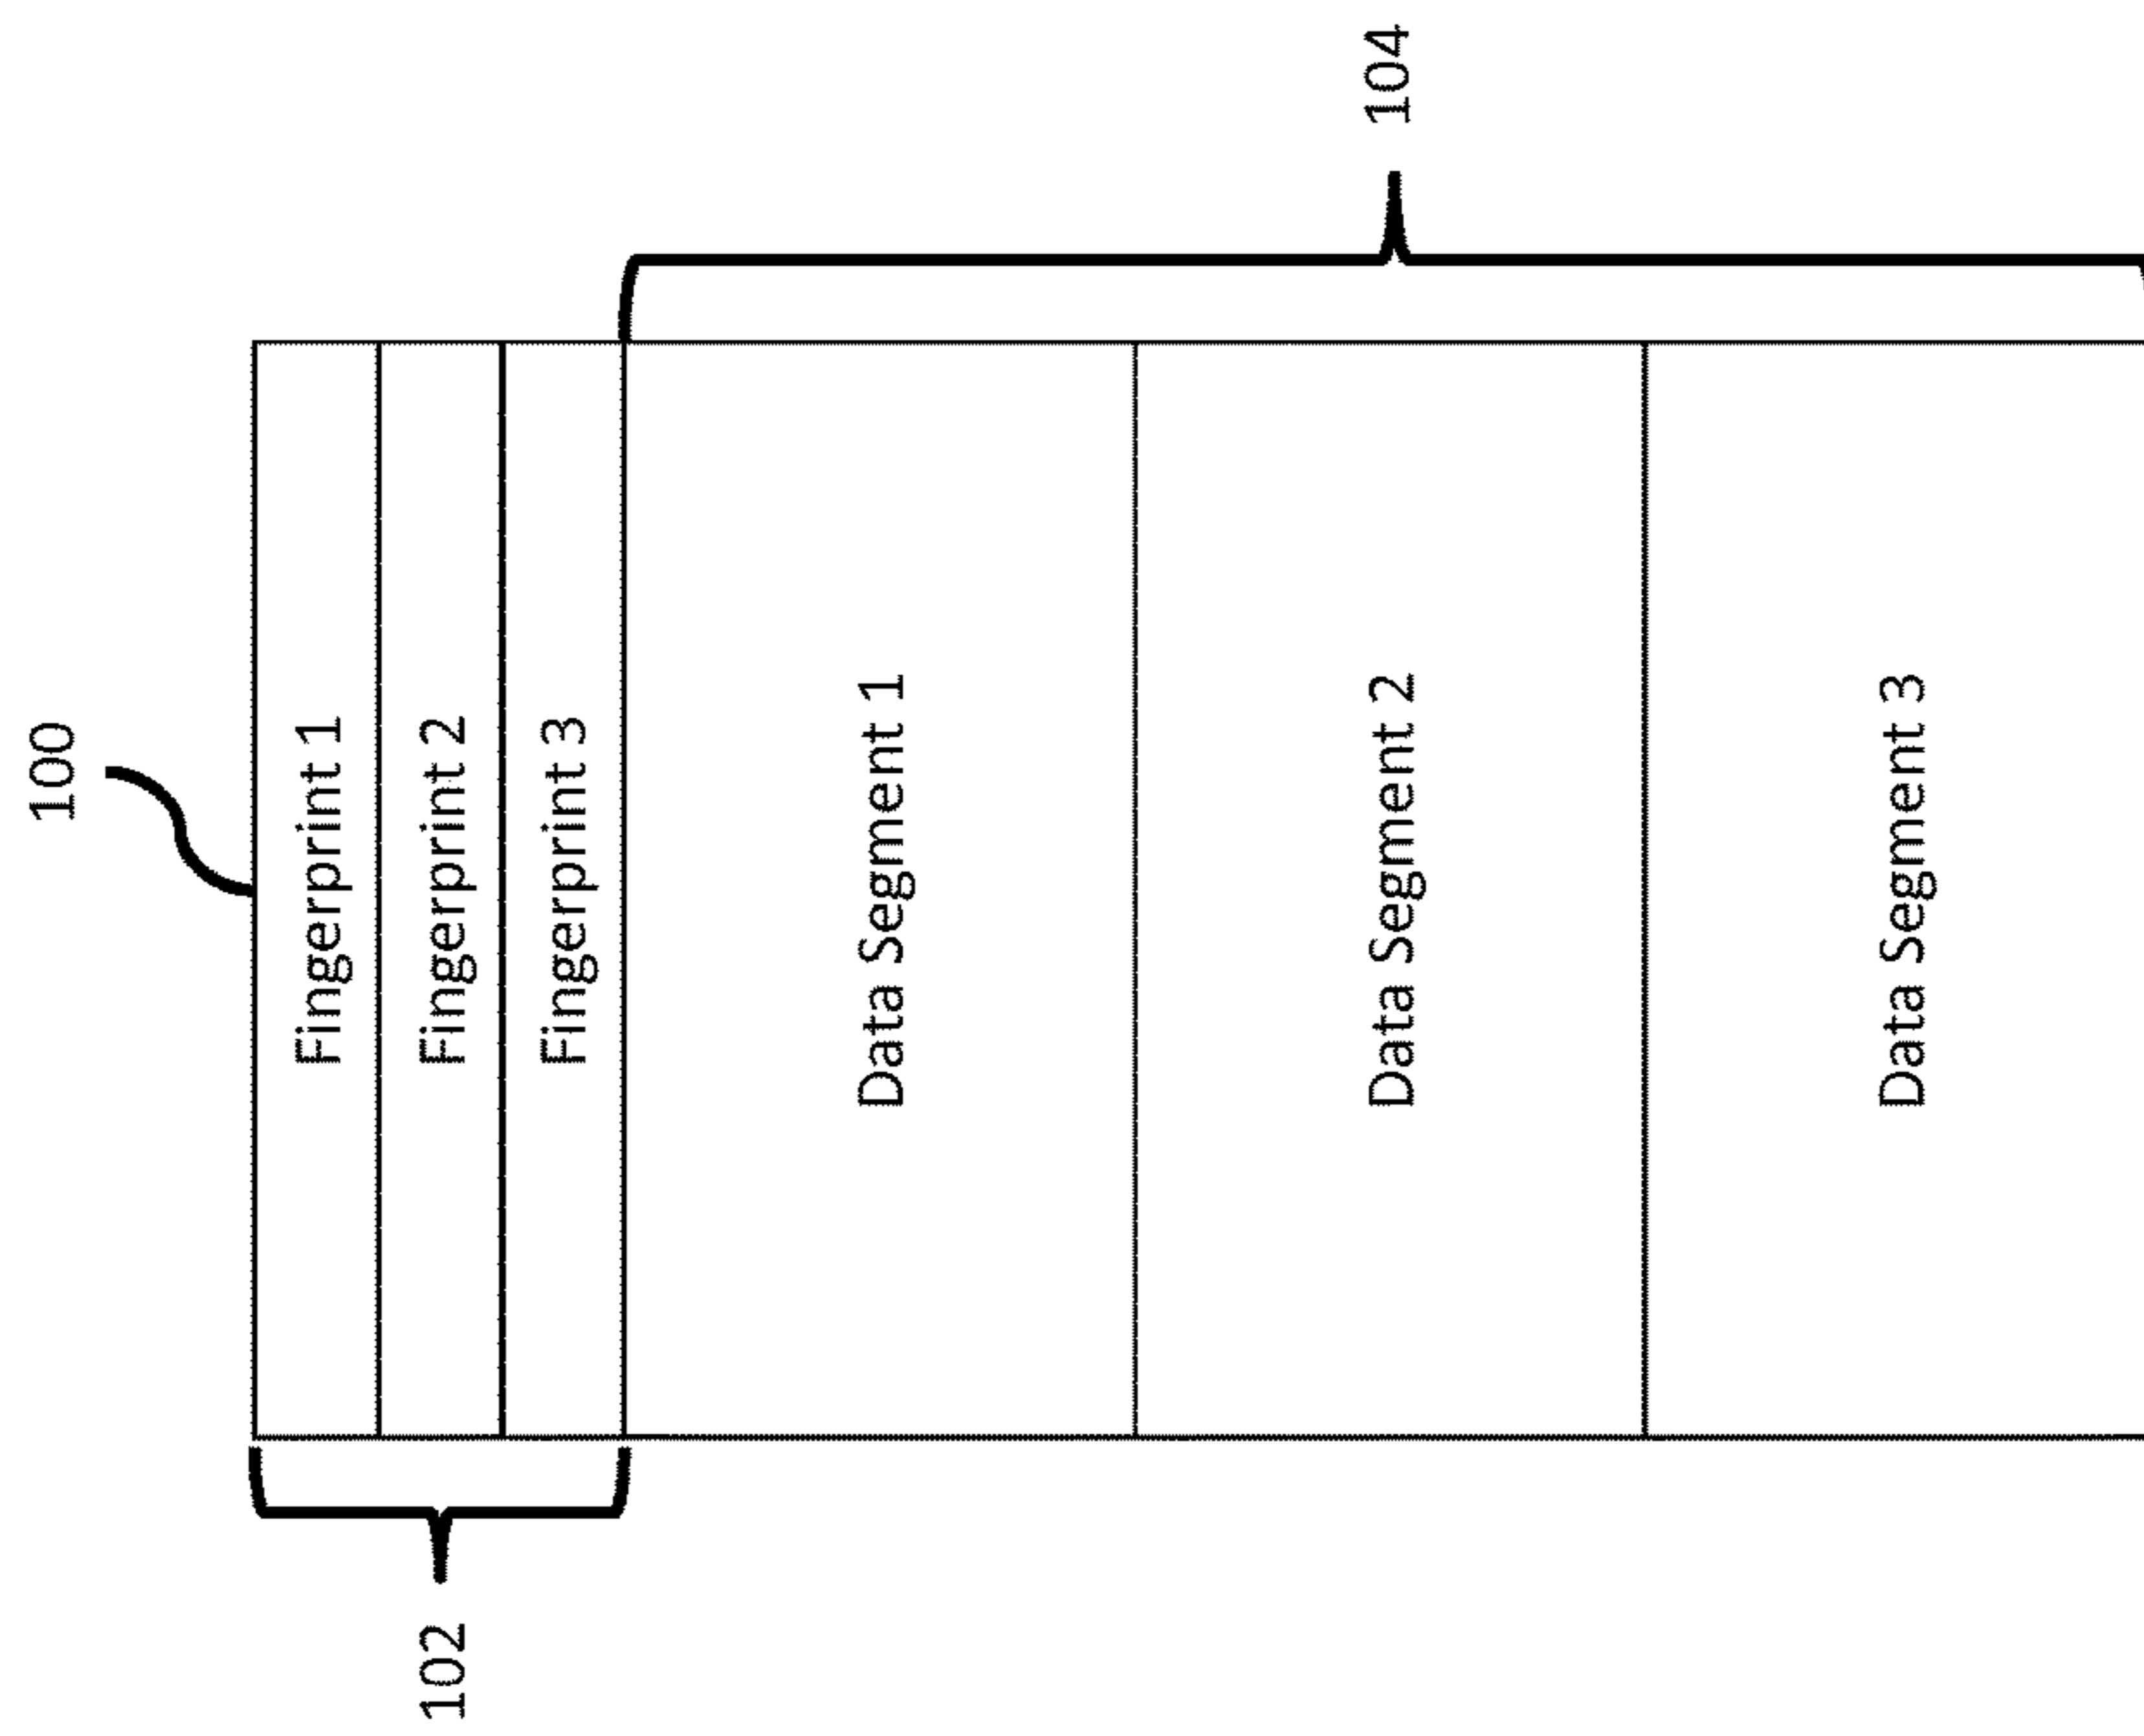 100
Fingerprint 1
Fingerprint 2
Fingerprint 3
Data Segment 1
Data Segment 2
Data Segment 3
102
104